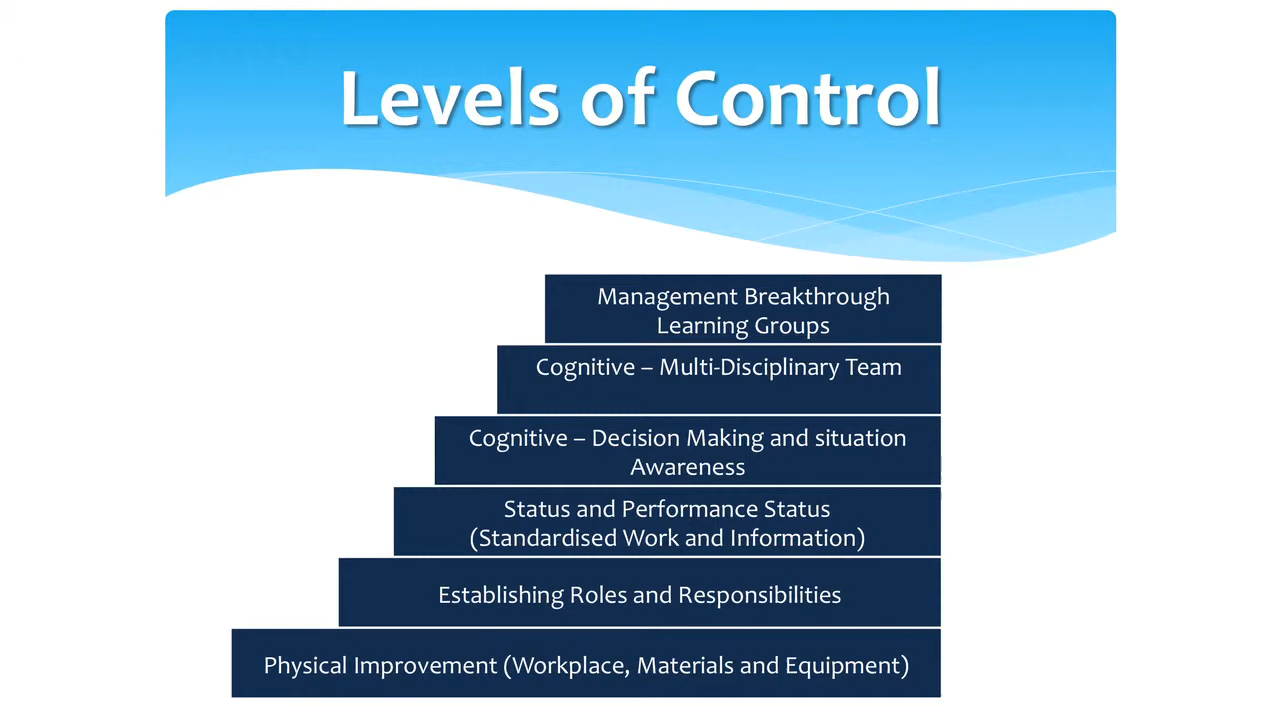 Levels of Control
Management Breakthrough
Learning Groups
Cognitive – Multi-Disciplinary Team
Cognitive – Decision Making and situation
Awareness
Status and Performance Status
(Standardised Work and Information)
Establishing Roles and Responsibilities
Physical Improvement (Workplace, Materials and Equipment)